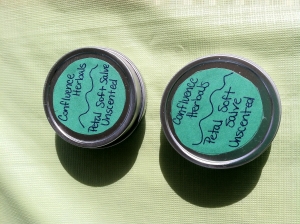 Confluence
Herbals
Petal Soft Salve
Unscented
Confluence
Herbals
Petal Soft
Salve
Unscented